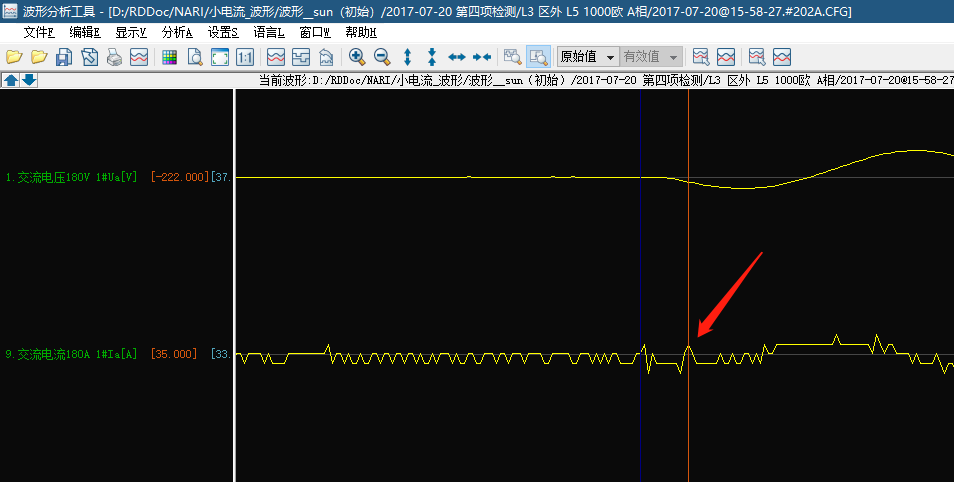 波形分析工具 - [D:/RDDoc/NARI/小电流_波形/波形__sun（初始）/2017-07-20 第四项检测/L3 区外 L5 1000欧 A相/2017-07-20@15-58-27.#202A.CFG]
文件F 编辑E 显示V 分析A 设置S 语言L 窗口W 帮助H
1:1 原始值 有效值
当前波形:D:/RDDoc/NARI/小电流_波形/波形__sun(初始)/2017-07-20 第四项检测/L3 区外 L5 1000欧 A相/2017-07-20@15-58-27
1.交流电压180V 1#Ua[V] [-222.000][37.
9.交流电流180A 1#Ia[A] [35.000] [33.